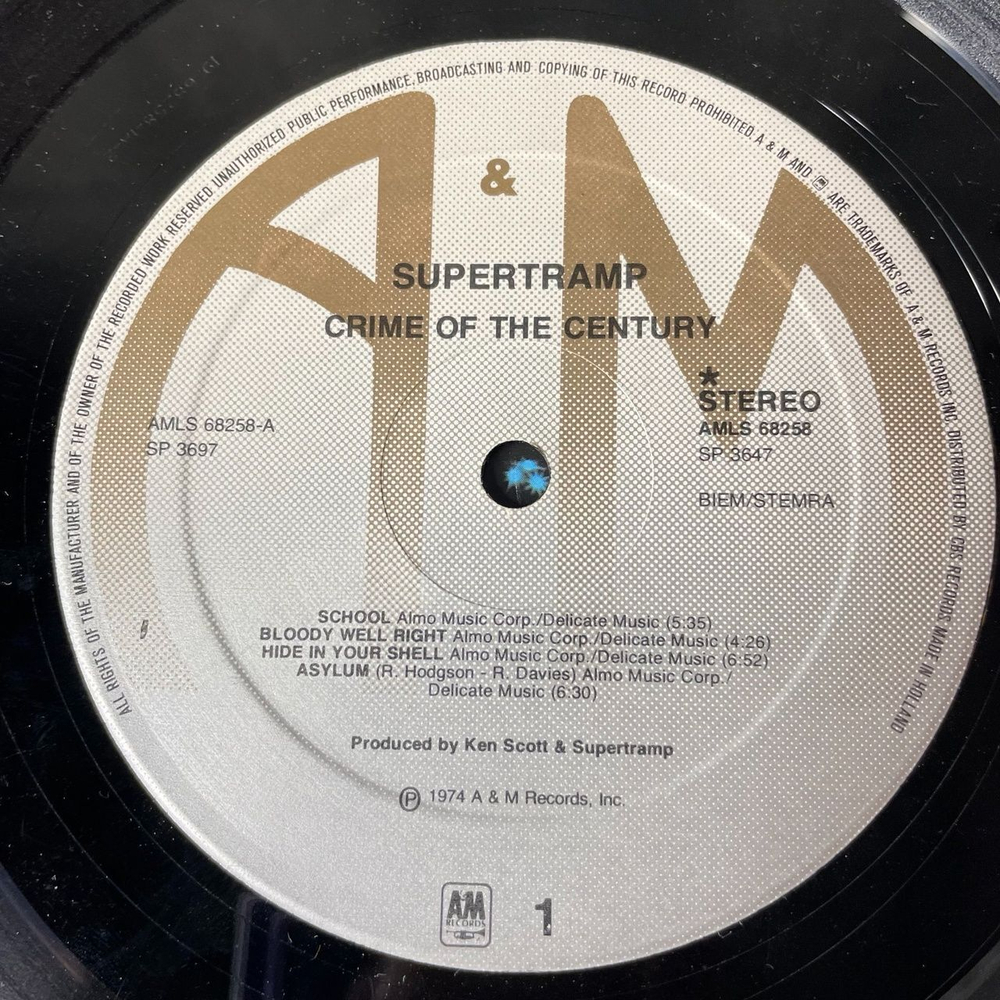 ALL RIGHTS OF THE MANUFACTURER AND OF THE OWNER OF THE RECORDED WORK RESERVED UNAUTHORIZED PUBLIC PERFORMANCE, BROADCASTING AND COPYING OF THIS RECORD PROHIBITED. A & M AND ARE TRADEMARKS OF A & M RECORDS INC. DISTRIBUTED BY CBS RECORDS MADE IN HOLLAND
A & M
SUPERTRAMP
CRIME OF THE CENTURY
AMLS 68258-A
SP 3697
★
STEREO
AMLS 68258
SP 3647
BIEM/STEMRA
SCHOOL Almo Music Corp./Delicate Music (5:35)
BLOODY WELL RIGHT Almo Music Corp./Delicate Music (4:26)
HIDE IN YOUR SHELL Almo Music Corp./Delicate Music (6:52)
ASYLUM (R. Hodgson - R. Davies) Almo Music Corp./
Delicate Music (6:30)
Produced by Ken Scott & Supertramp
℗ 1974 A & M Records, Inc.
AM
RECORDS
1